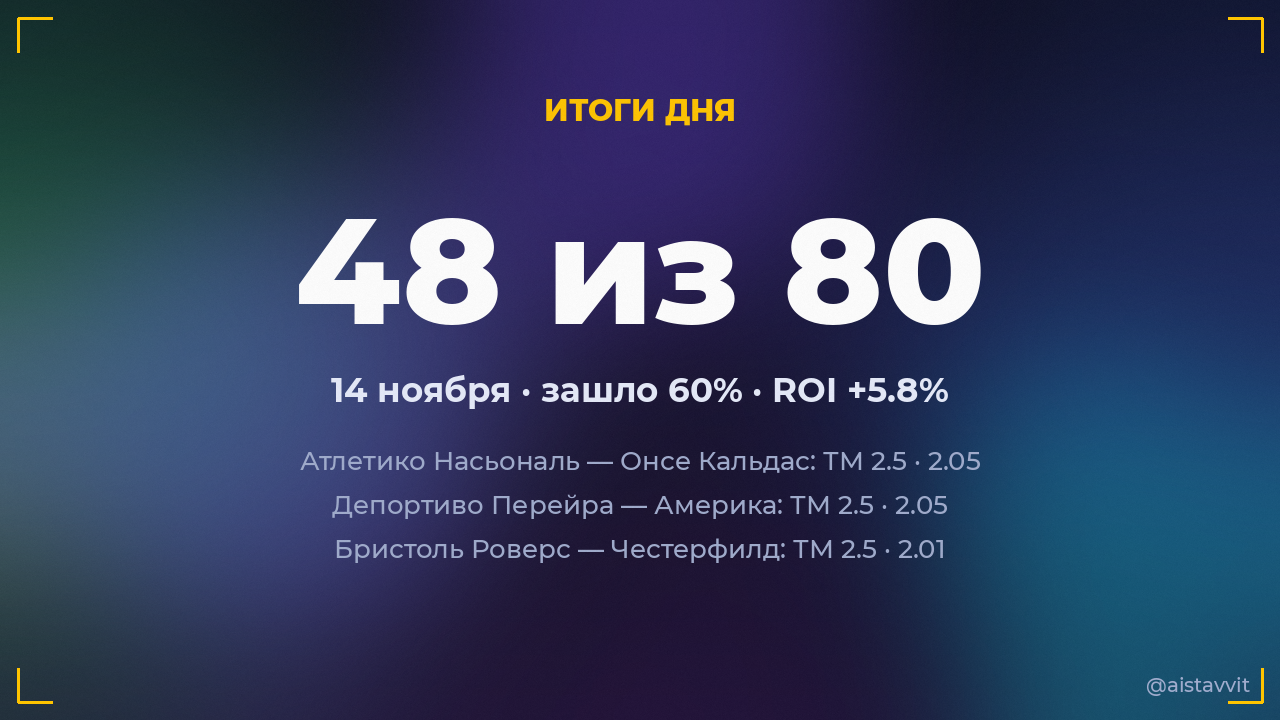 ИТОГИ ДНЯ
48 из 80
14 ноября · зашло 60% · ROI +5.8%
Атлетико Насьональ — Онсе Кальдас: ТМ 2.5 · 2.05
Депортиво Перейра — Америка: ТМ 2.5 · 2.05
Бристоль Роверс — Честерфилд: ТМ 2.5 · 2.01
@aistavvit